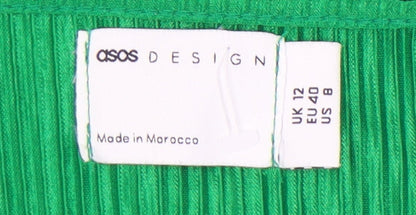 asos DESIGN
Made in Morocco
UK 12
EU 40
US 8